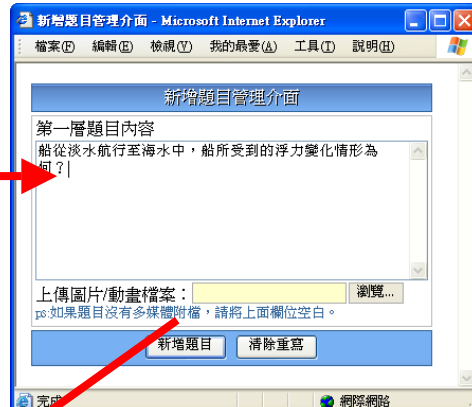 新增題目管理介面 - Microsoft Internet Explorer
檔案(F) 編輯(E) 檢視(V) 我的最愛(A) 工具(T) 說明(H)
新增題目管理介面
第一層題目內容
船從淡水航行至海水中，船所受到的浮力變化情形為
何？
上傳圖片/動畫檔案： 瀏覽...
ps:如果題目沒有多媒體附檔，請將上面欄位空白。
新增題目 清除重寫
完成 網際網路